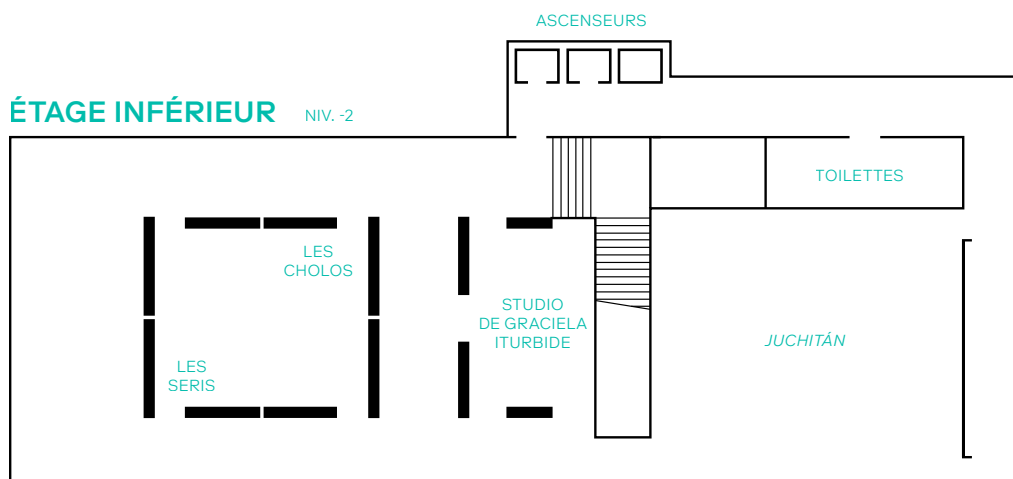 ASCENSEURS
ÉTAGE INFÉRIEUR NIV. -2
TOILETTES
LES
CHOLOS
STUDIO
DE GRACIELA
ITURBIDE
JUCHITÁN
LES
SERIS